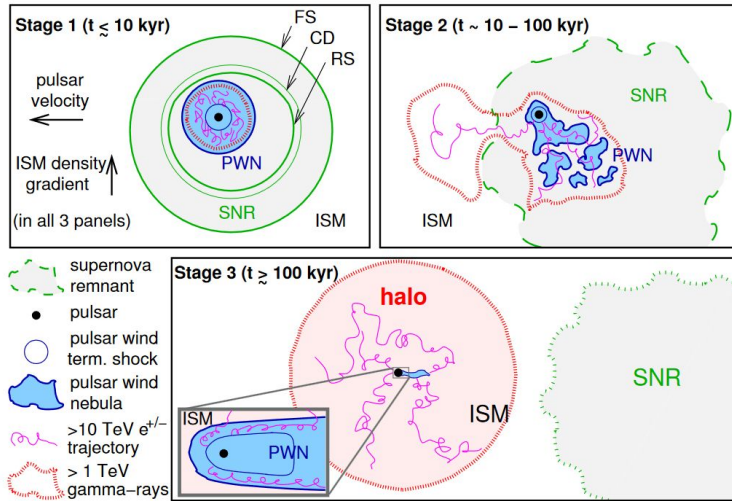 Stage 1 (t ≲ 10 kyr)
FS
CD
RS
pulsar
velocity
ISM density
gradient
(in all 3 panels)
PWN
SNR
ISM
Stage 2 (t ~ 10 − 100 kyr)
SNR
PWN
ISM
supernova
remnant
pulsar
pulsar wind
term. shock
pulsar wind
nebula
>10 TeV e+/−
trajectory
> 1 TeV
gamma−rays
Stage 3 (t ≳ 100 kyr)
halo
ISM
SNR
ISM
PWN